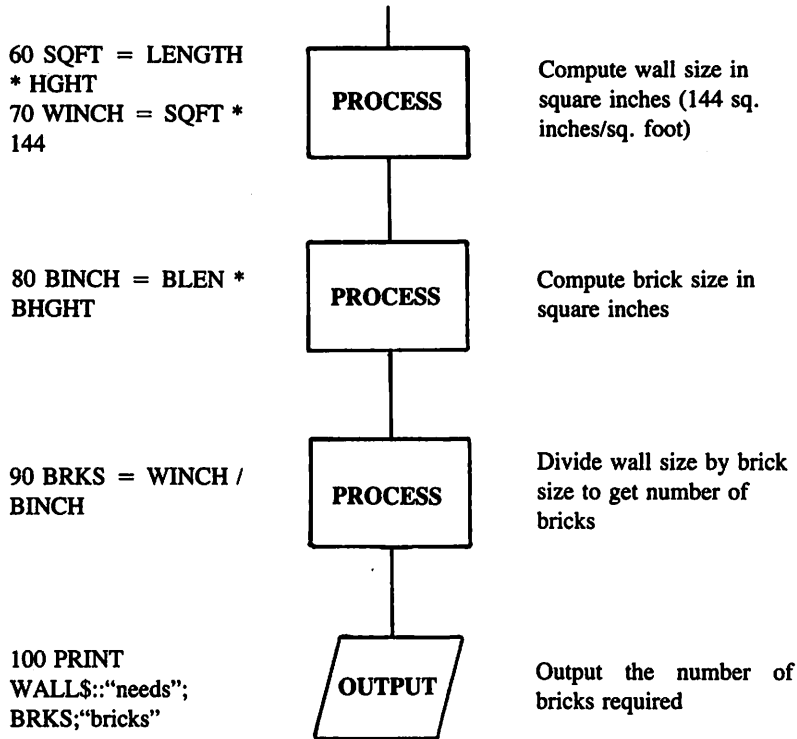 60 SQFT = LENGTH
* HGHT
70 WINCH = SQFT *
144
PROCESS
Compute wall size in
square inches (144 sq.
inches/sq. foot)
80 BINCH = BLEN *
BHGHT
PROCESS
Compute brick size in
square inches
90 BRKS = WINCH /
BINCH
PROCESS
Divide wall size by brick
size to get number of
bricks
100 PRINT
WALL$::“needs”;
BRKS;“bricks”
OUTPUT
Output the number of
bricks required